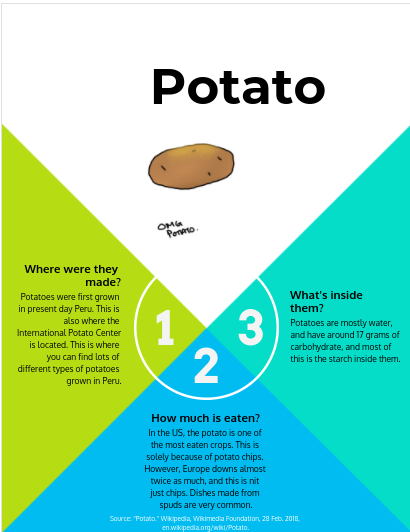 Potato
OMG
POTATO.
Where were they
made?
Potatoes were first grown
in present day Peru. This is
also where the
International Potato Center
is located. This is where
you can find lots of
different types of potatoes
grown in Peru.
1
2
3
What's inside
them?
Potatoes are mostly water,
and have around 17 grams of
carbohydrate, and most of
this is the starch inside them.
How much is eaten?
In the US, the potato is one of
the most eaten crops. This is
solely because of potato chips.
However, Europe downs almost
twice as much, and this is nit
just chips. Dishes made from
spuds are very common.
Source: "Potato." Wikipedia, Wikimedia Foundation, 28 Feb. 2018,
en.wikipedia.org/wiki/Potato.